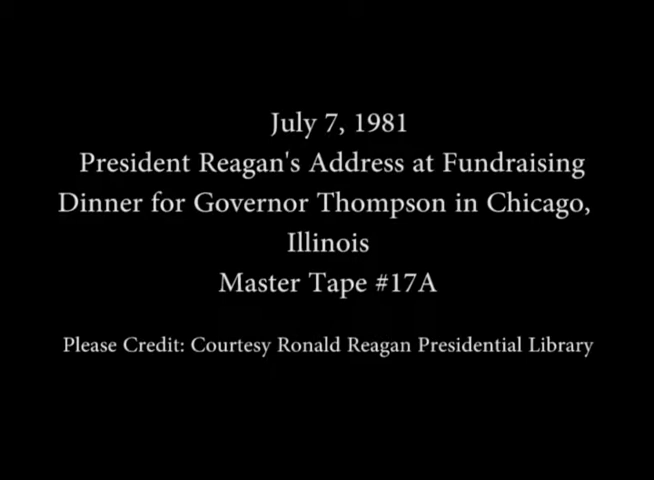 July 7, 1981
President Reagan's Address at Fundraising
Dinner for Governor Thompson in Chicago,
Illinois
Master Tape #17A
Please Credit: Courtesy Ronald Reagan Presidential Library